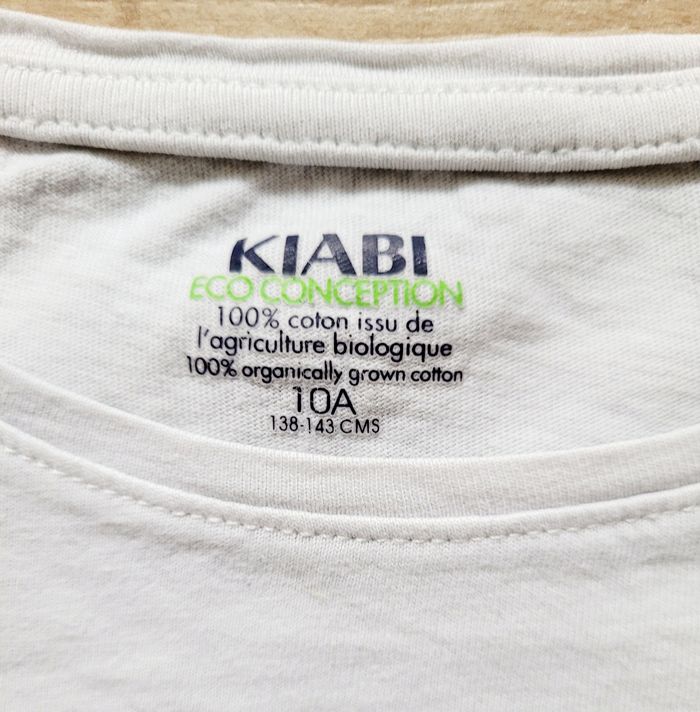 KIABI
ECO CONCEPTION
100% coton issu de
l'agriculture biologique
100% organically grown cotton
10A
138-143 CMS